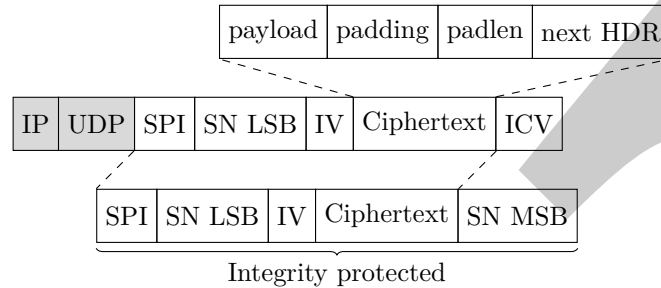 payload padding padlen next HDR
IP UDP SPI SN LSB IV Ciphertext ICV
SPI SN LSB IV Ciphertext SN MSB
Integrity protected